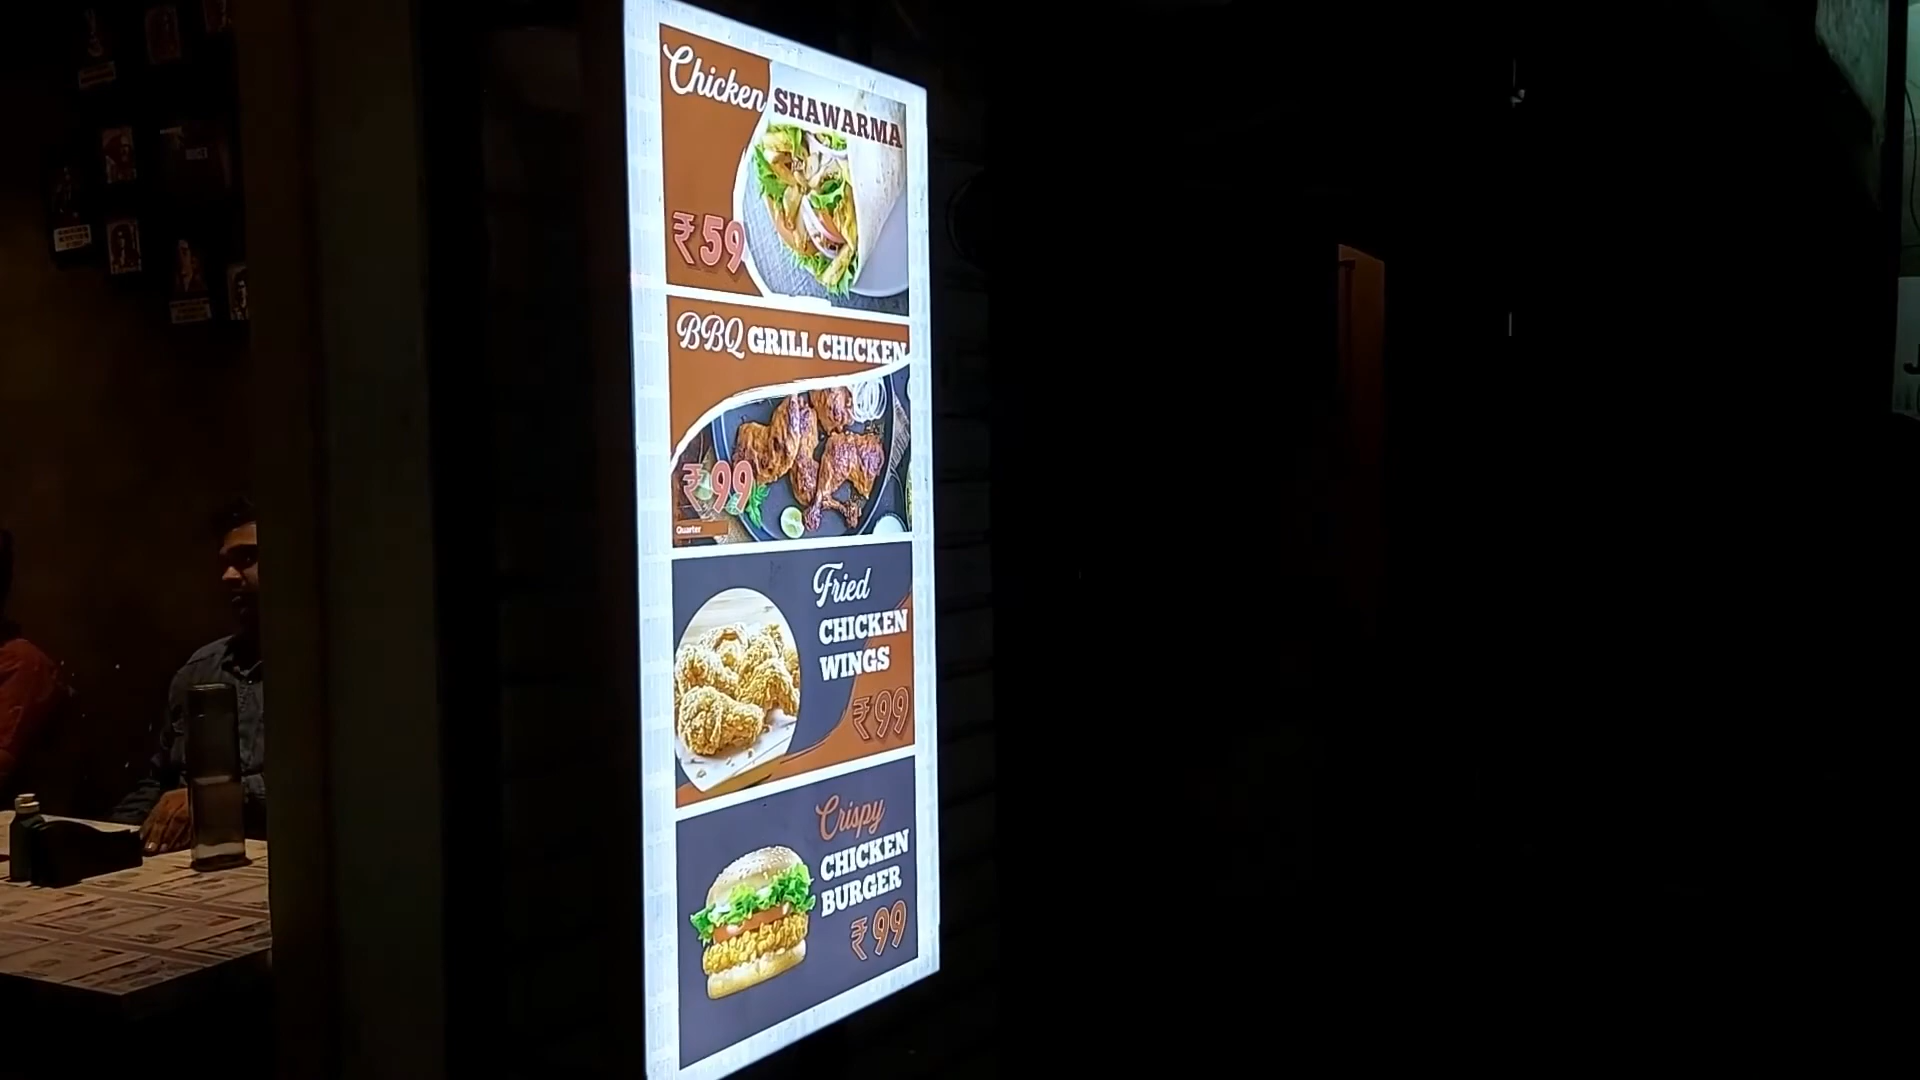 Chicken SHAWARMA
₹59
BBQ GRILL CHICKEN
₹99
Quarter
Fried
CHICKEN
WINGS
₹99
Crispy
CHICKEN
BURGER
₹99